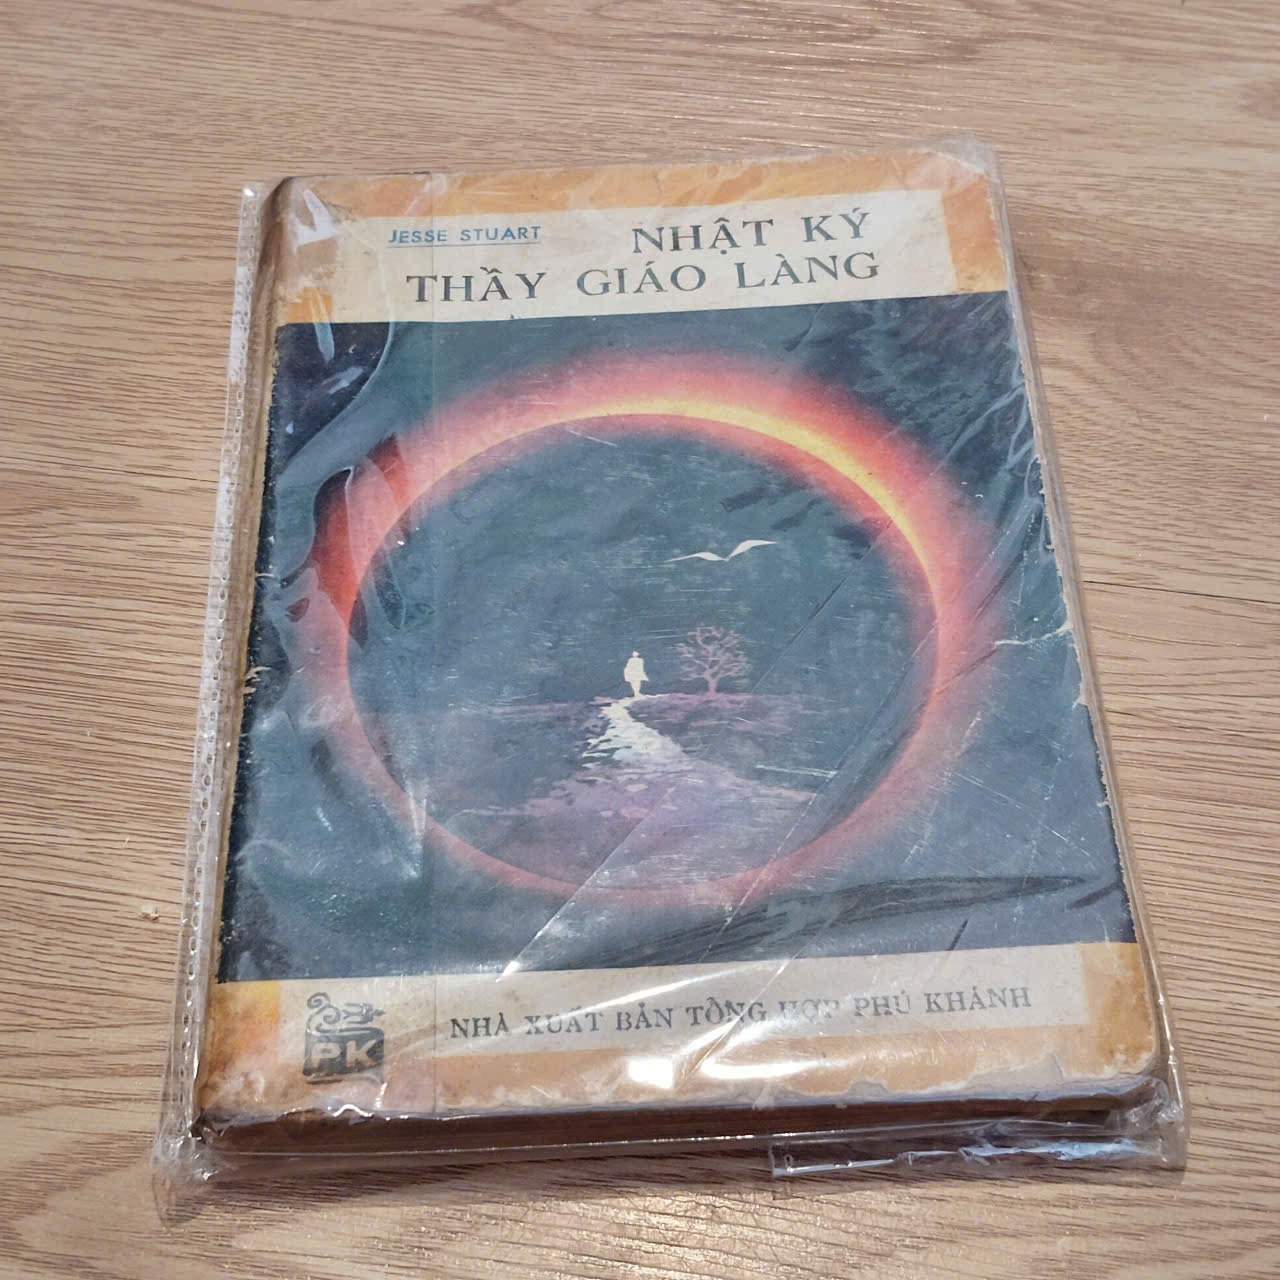 JESSE STUART
NHẬT KÝ
THẦY GIÁO LÀNG
PK
NHÀ XUẤT BẢN TỔNG HỢP PHÚ KHÁNH